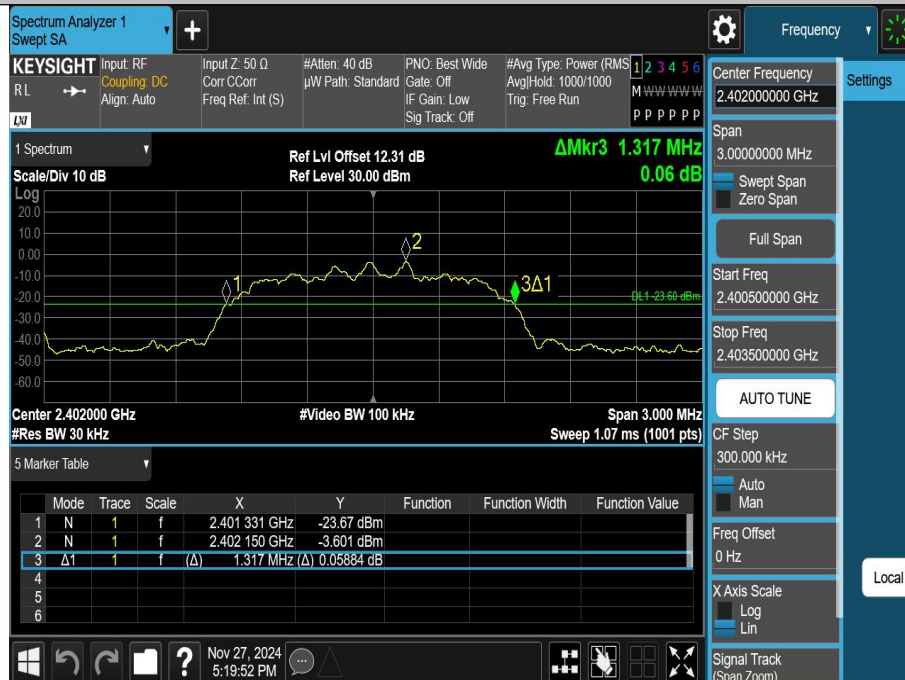 Spectrum Analyzer 1
Swept SA
+
Frequency
KEYSIGHT
RL
LXI
Input: RF
Coupling: DC
Align: Auto
Input Z: 50 Ω
Corr CCorr
Freq Ref: Int (S)
#Atten: 40 dB
µW Path: Standard
PNO: Best Wide
Gate: Off
IF Gain: Low
Sig Track: Off
#Avg Type: Power (RMS
Avg|Hold: 1000/1000
Trig: Free Run
1 2 3 4 5 6
M W W W W W
P P P P P P
1 Spectrum
Scale/Div 10 dB
Ref Lvl Offset 12.31 dB
Ref Level 30.00 dBm
ΔMkr3 1.317 MHz
0.06 dB
Log
20.0
10.0
0.00
-10.0
-20.0
-30.0
-40.0
-50.0
-60.0
1
2
3Δ1
DL1 -23.60 dBm
Center 2.402000 GHz
#Video BW 100 kHz
Span 3.000 MHz
#Res BW 30 kHz
Sweep 1.07 ms (1001 pts)
5 Marker Table
Mode Trace Scale X Y Function Function Width Function Value
1 N 1 f 2.401 331 GHz -23.67 dBm
2 N 1 f 2.402 150 GHz -3.601 dBm
3 Δ1 1 f (Δ) 1.317 MHz (Δ) 0.05884 dB
4
5
6
?
Nov 27, 2024
5:19:52 PM
Center Frequency
2.402000000 GHz
Settings
Span
3.00000000 MHz
Swept Span
Zero Span
Full Span
Start Freq
2.400500000 GHz
Stop Freq
2.403500000 GHz
AUTO TUNE
CF Step
300.000 kHz
Auto
Man
Freq Offset
0 Hz
Local
X Axis Scale
Log
Lin
Signal Track
(Span Zoom)